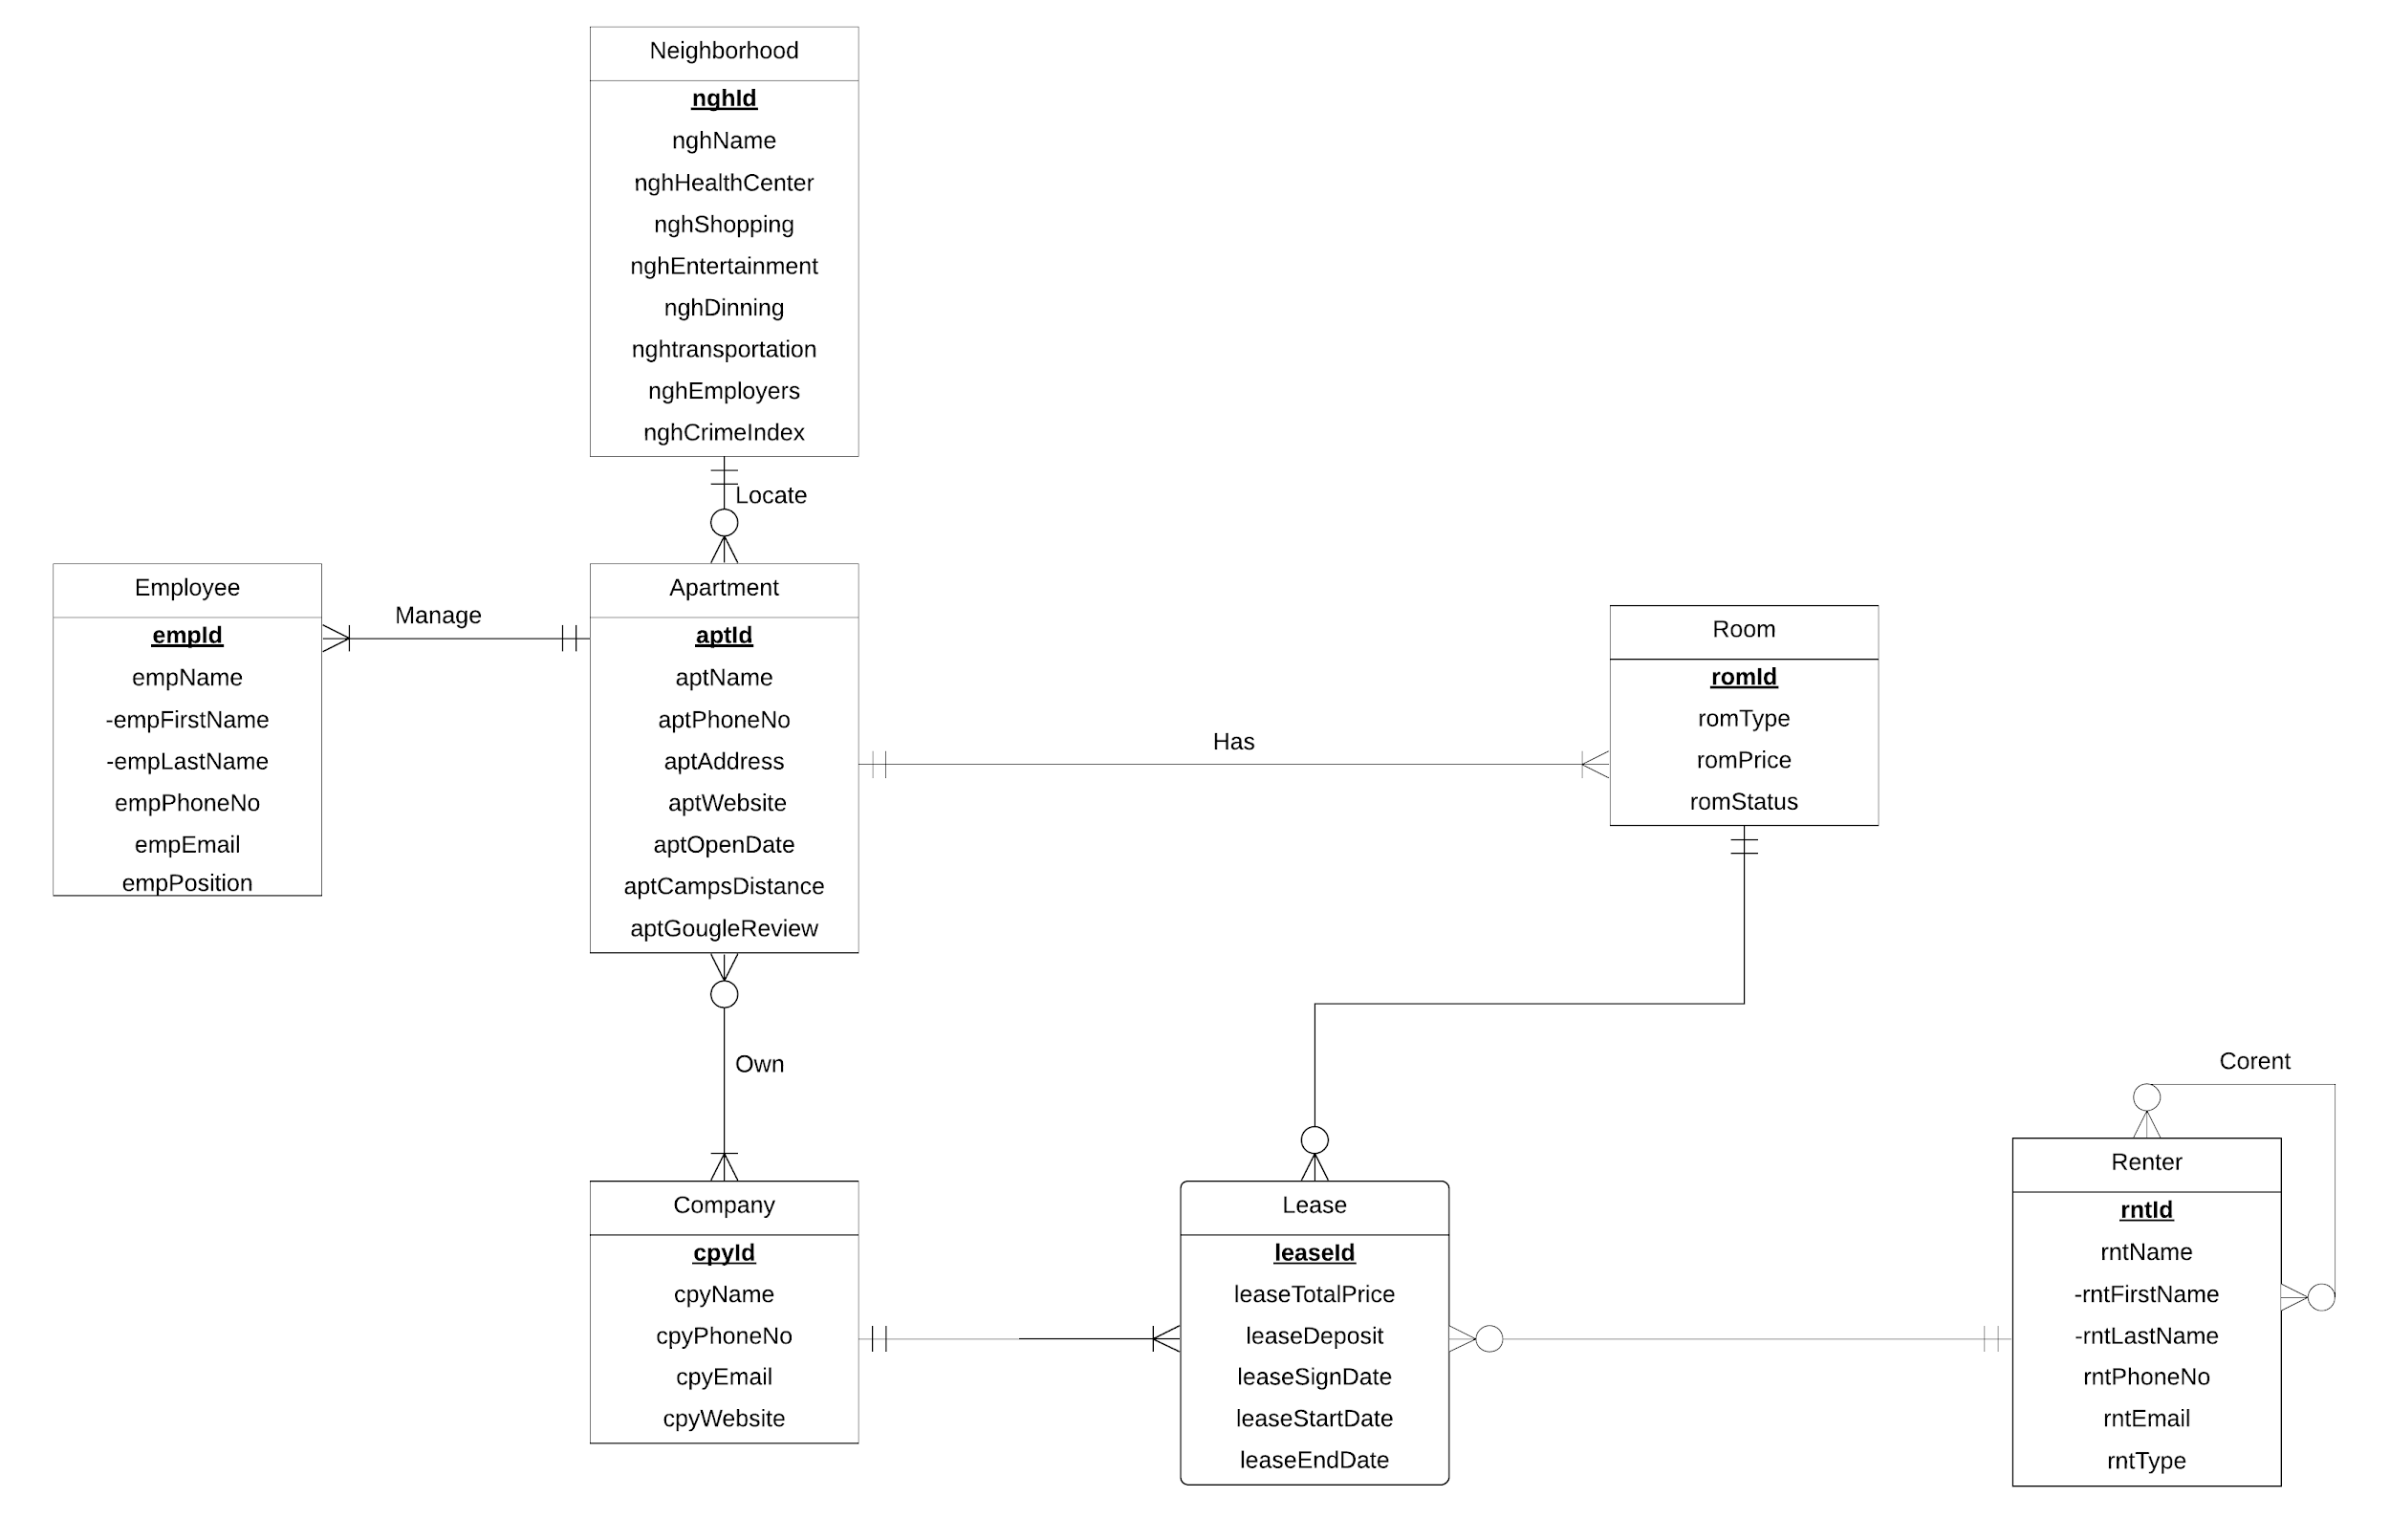 Neighborhood
nghId
nghName
nghHealthCenter
nghShopping
nghEntertainment
nghDinning
nghtransportation
nghEmployers
nghCrimeIndex
Locate
Employee
empId
empName
-empFirstName
-empLastName
empPhoneNo
empEmail
empPosition
Manage
Apartment
aptId
aptName
aptPhoneNo
aptAddress
aptWebsite
aptOpenDate
aptCampsDistance
aptGougleReview
Has
Room
romId
romType
romPrice
romStatus
Own
Company
cpyId
cpyName
cpyPhoneNo
cpyEmail
cpyWebsite
Lease
leaseId
leaseTotalPrice
leaseDeposit
leaseSignDate
leaseStartDate
leaseEndDate
Corent
Renter
rntId
rntName
-rntFirstName
-rntLastName
rntPhoneNo
rntEmail
rntType